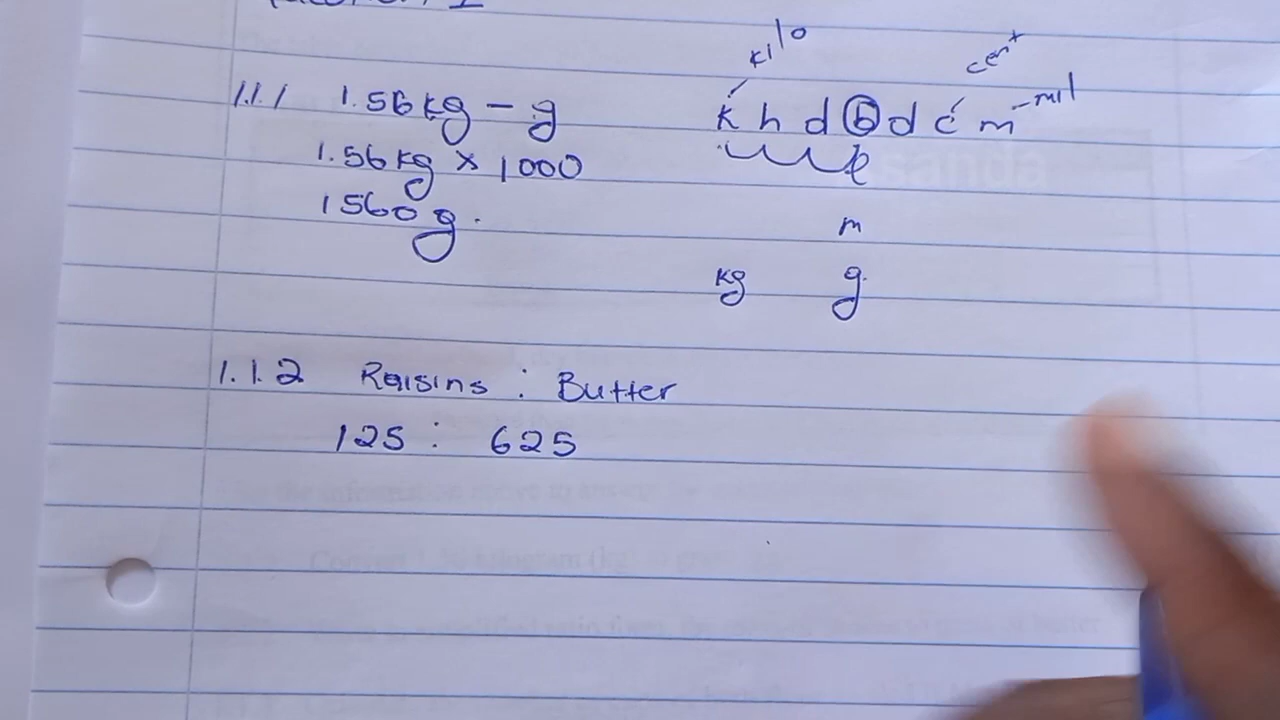 1.1.1 1.56kg - g
1.56kg × 1000
1560g.
kilo
cent
k h d b d c m - mil
l
m
kg g
1.1.2 Raisins : Butter
125 : 625